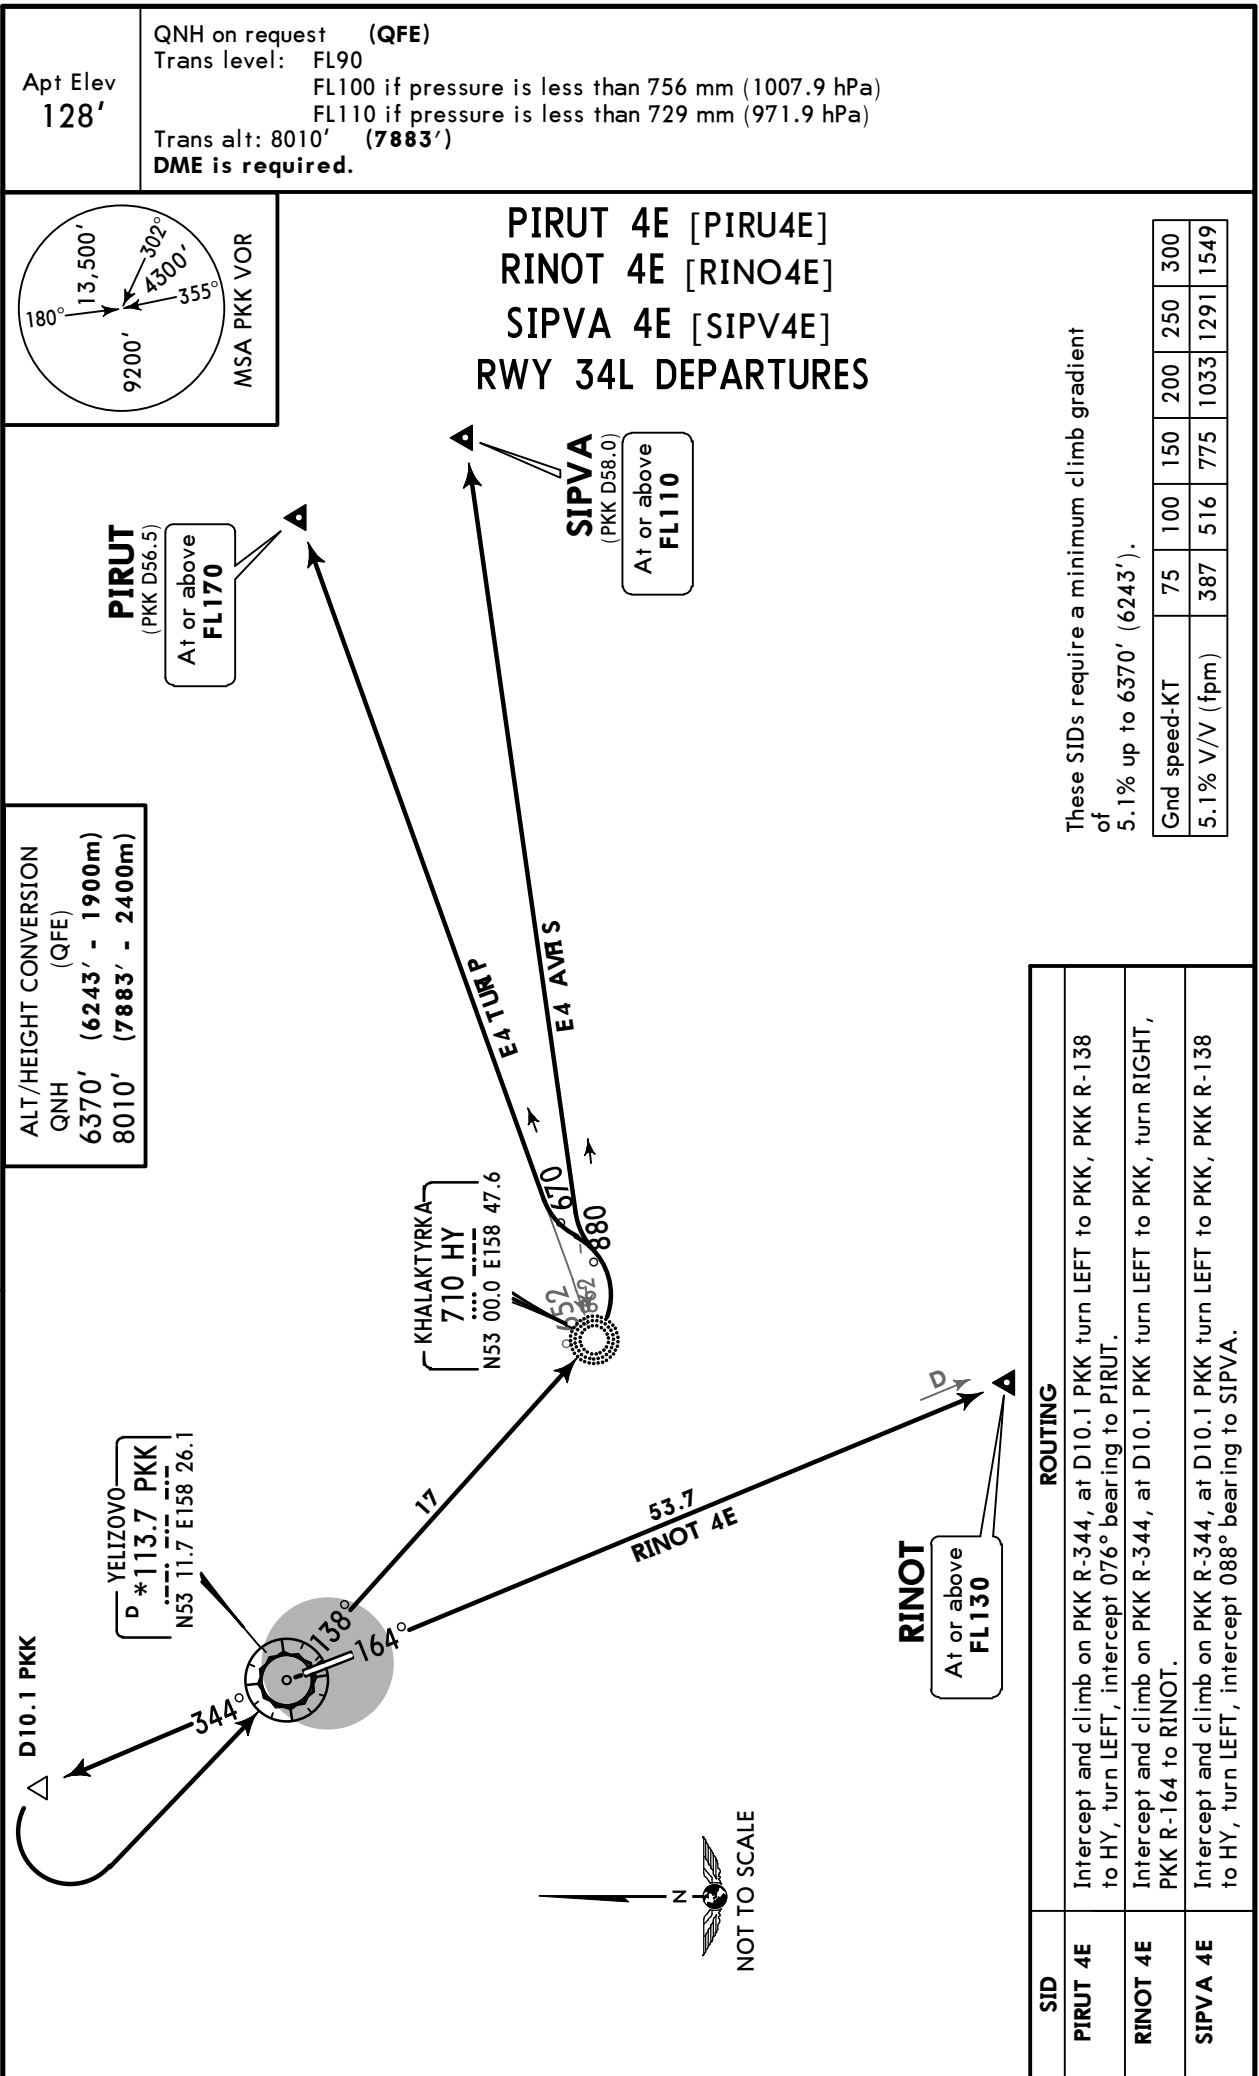 Apt Elev
128'
QNH on request (QFE)
Trans level: FL90
FL100 if pressure is less than 756 mm (1007.9 hPa)
FL110 if pressure is less than 729 mm (971.9 hPa)
Trans alt: 8010' (7883')
DME is required.
180°
13,500'
302°
4300'
355°
9200'
MSA PKK VOR
PIRUT 4E [PIRU4E]
RINOT 4E [RINO4E]
SIPVA 4E [SIPV4E]
RWY 34L DEPARTURES
These SIDs require a minimum climb gradient
of
5.1% up to 6370' (6243').
Gnd speed-KT 75 100 150 200 250 300
5.1% V/V (fpm) 387 516 775 1033 1291 1549
PIRUT
(PKK D56.5)
At or above
FL170
SIPVA
(PKK D58.0)
At or above
FL110
ALT/HEIGHT CONVERSION
QNH (QFE)
6370' (6243' - 1900m)
8010' (7883' - 2400m)
KHALAKTYRKA
710 HY
N53 00.0 E158 47.6
YELIZOVO
D *113.7 PKK
N53 11.7 E158 26.1
D10.1 PKK
344°
138°
164°
17
53.7
RINOT 4E
D
RINOT
At or above
FL130
N
NOT TO SCALE
SID ROUTING
PIRUT 4E Intercept and climb on PKK R-344, at D10.1 PKK turn LEFT to PKK, PKK R-138
to HY, turn LEFT, intercept 076° bearing to PIRUT.
RINOT 4E Intercept and climb on PKK R-344, at D10.1 PKK turn LEFT to PKK, turn RIGHT,
PKK R-164 to RINOT.
SIPVA 4E Intercept and climb on PKK R-344, at D10.1 PKK turn LEFT to PKK, PKK R-138
to HY, turn LEFT, intercept 088° bearing to SIPVA.